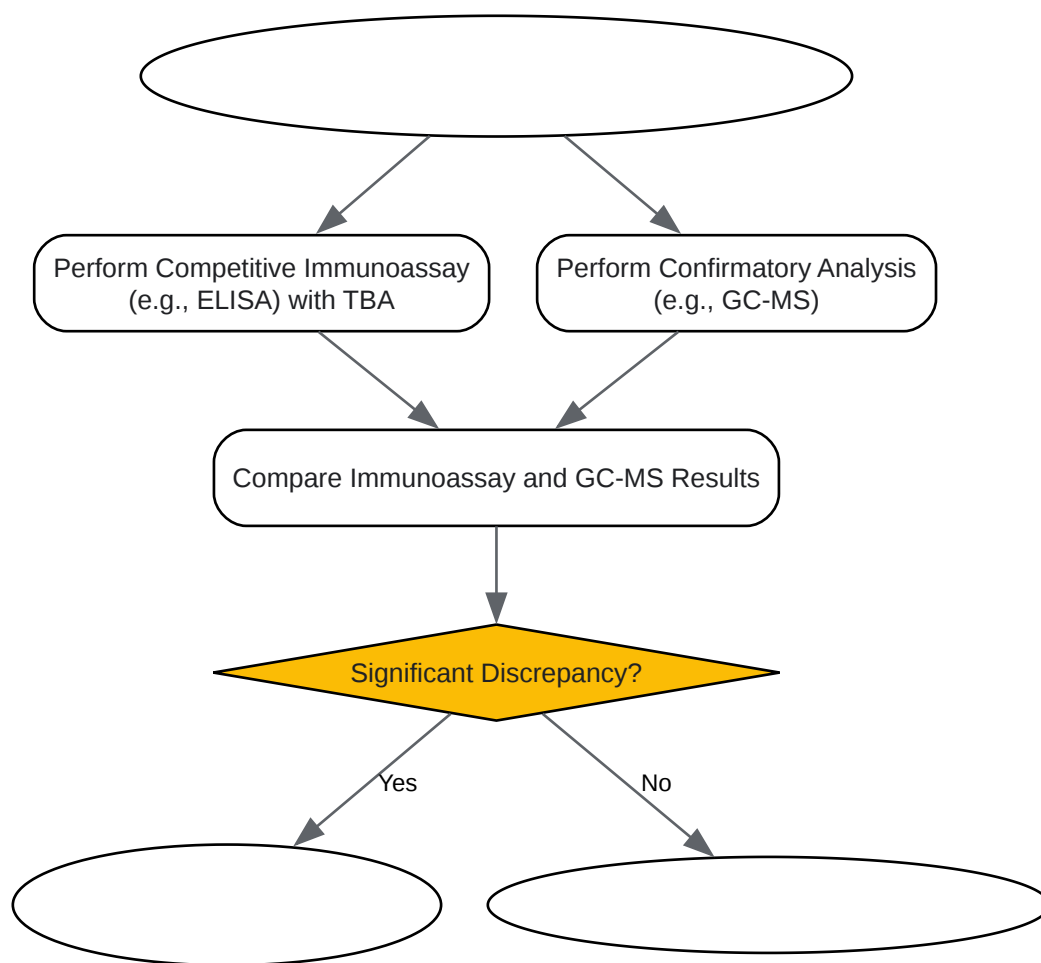 Perform Competitive Immunoassay
(e.g., ELISA) with TBA
Perform Confirmatory Analysis
(e.g., GC-MS)
Compare Immunoassay and GC-MS Results
Significant Discrepancy?
Yes
No